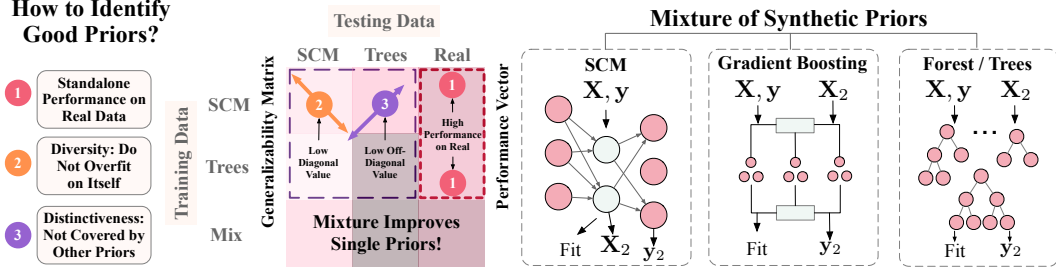 How to Identify
Good Priors?
1
Standalone
Performance on
Real Data
2
Diversity: Do
Not Overfit
on Itself
3
Distinctiveness:
Not Covered by
Other Priors
Testing Data
SCM Trees Real
Training Data
SCM
Trees
Mix
Generalizability Matrix
2
Low
Diagonal
Value
3
Low Off-
Diagonal
Value
1
High
Performance
on Real
1
Mixture Improves
Single Priors!
Performance Vector
Mixture of Synthetic Priors
SCM
X, y
Fit
X2
y2
Gradient Boosting
X, y
X2
Fit
y2
Forest / Trees
X, y
X2
...
Fit
y2